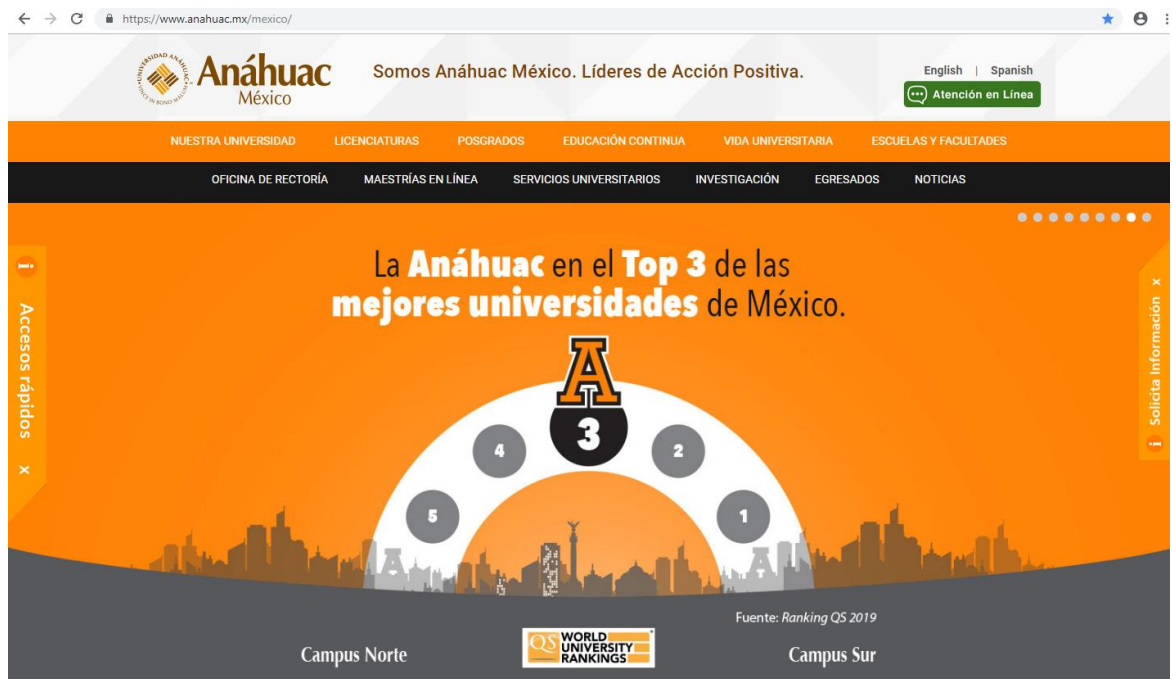 https://www.anahuac.mx/mexico/
Anáhuac
México
Somos Anáhuac México. Líderes de Acción Positiva.
English | Spanish
Atención en Línea
NUESTRA UNIVERSIDAD LICENCIATURAS POSGRADOS EDUCACIÓN CONTINUA VIDA UNIVERSITARIA ESCUELAS Y FACULTADES
OFICINA DE RECTORÍA MAESTRÍAS EN LÍNEA SERVICIOS UNIVERSITARIOS INVESTIGACIÓN EGRESADOS NOTICIAS
i Accesos rápidos x
La Anáhuac en el Top 3 de las
mejores universidades de México.
A
3
4
2
5
1
A
A
i Solicita Información x
Fuente: Ranking QS 2019
Campus Norte
QS WORLD
UNIVERSITY
RANKINGS
Campus Sur